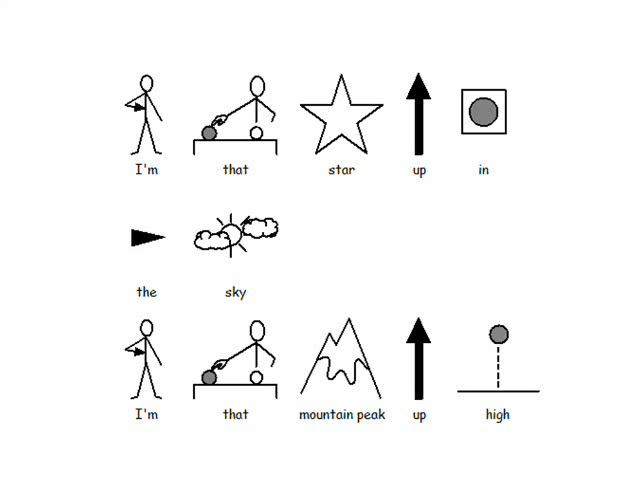 I'm that star up in
the sky
I'm that mountain peak up high